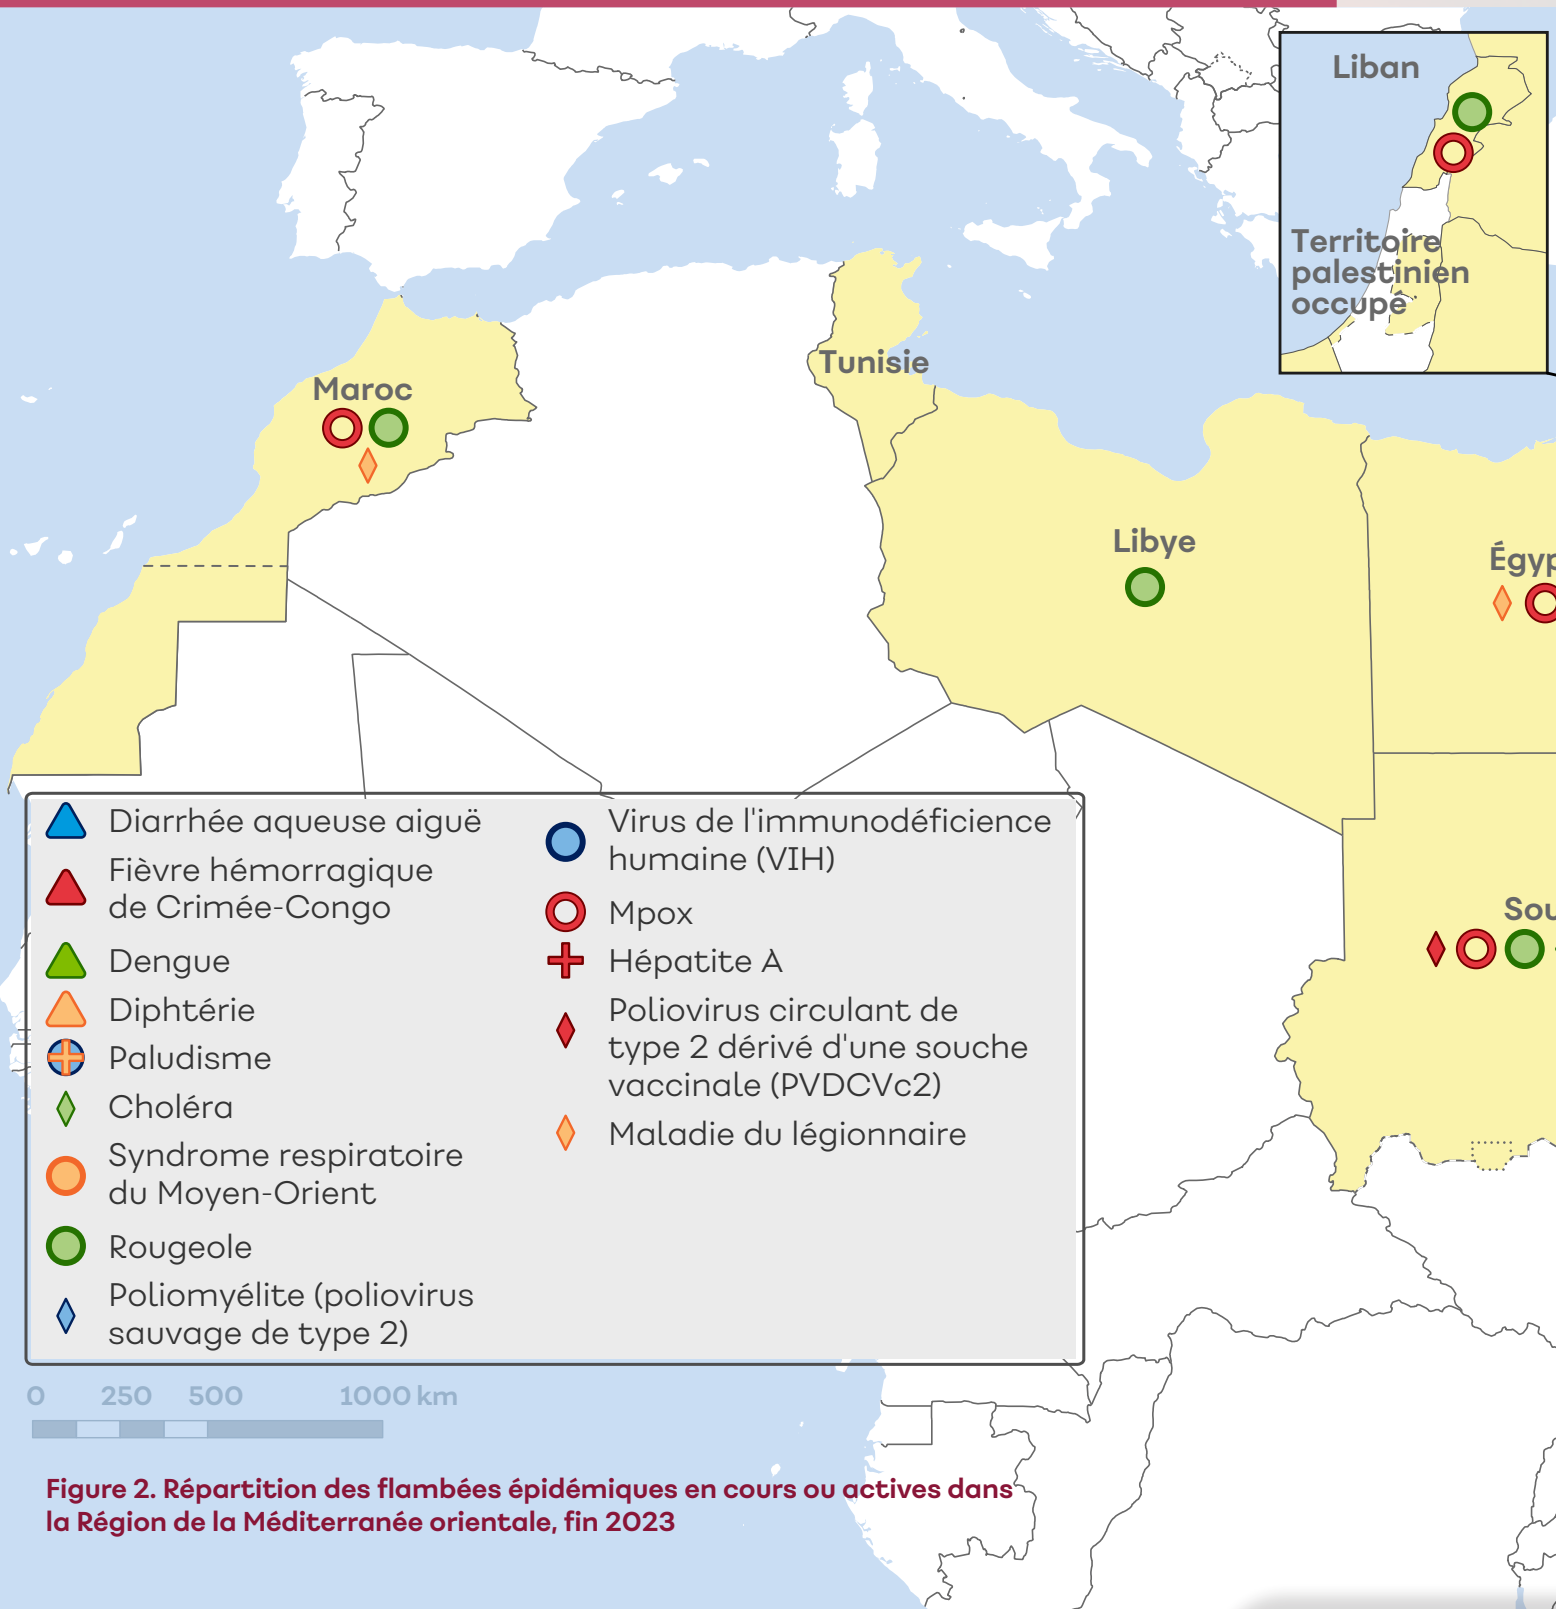 Liban
Territoire
palestinien
occupé
Tunisie
Maroc
Libye
Égyp
Sou
Diarrhée aqueuse aiguë
Fièvre hémorragique
de Crimée-Congo
Dengue
Diphtérie
Paludisme
Choléra
Syndrome respiratoire
du Moyen-Orient
Rougeole
Poliomyélite (poliovirus
sauvage de type 2)
Virus de l'immunodéficience
humaine (VIH)
Mpox
Hépatite A
Poliovirus circulant de
type 2 dérivé d'une souche
vaccinale (PVDCVc2)
Maladie du légionnaire
0 250 500 1000 km
Figure 2. Répartition des flambées épidémiques en cours ou actives dans
la Région de la Méditerranée orientale, fin 2023